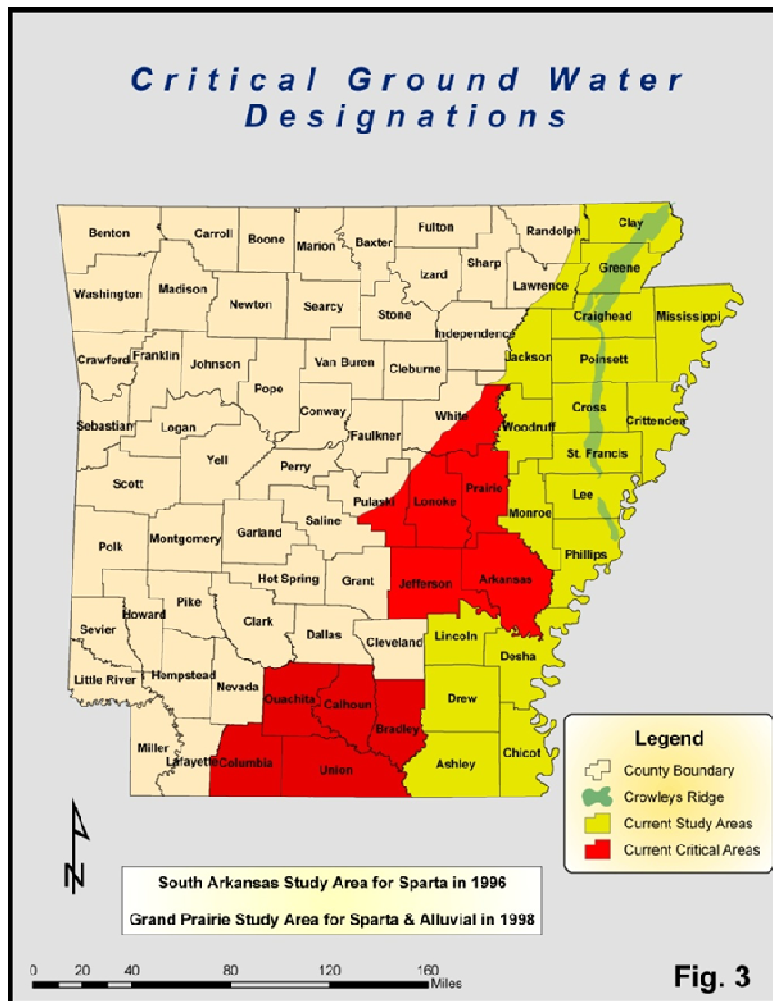 Critical Ground Water
Designations
Benton
Carroll
Boone
Marion
Baxter
Fulton
Randolph
Clay
Sharp
Izard
Greene
Washington
Madison
Newton
Searcy
Stone
Lawrence
Independence
Craighead
Mississippi
Crawford
Franklin
Johnson
Pope
Van Buren
Cleburne
Jackson
Poinsett
Sebastian
Logan
Conway
Faulkner
White
Woodruff
Cross
Crittenden
Scott
Yell
Perry
St. Francis
Pulaski
Lonoke
Prairie
Lee
Monroe
Polk
Montgomery
Garland
Saline
Phillips
Hot Spring
Grant
Jefferson
Arkansas
Sevier
Howard
Pike
Clark
Dallas
Cleveland
Lincoln
Desha
Little River
Hempstead
Nevada
Ouachita
Calhoun
Bradley
Drew
Miller
Lafayette
Columbia
Union
Ashley
Chicot
Legend
County Boundary
Crowleys Ridge
Current Study Areas
Current Critical Areas
N
South Arkansas Study Area for Sparta in 1996
Grand Prairie Study Area for Sparta & Alluvial in 1998
0 20 40 80 120 160
Miles
Fig. 3